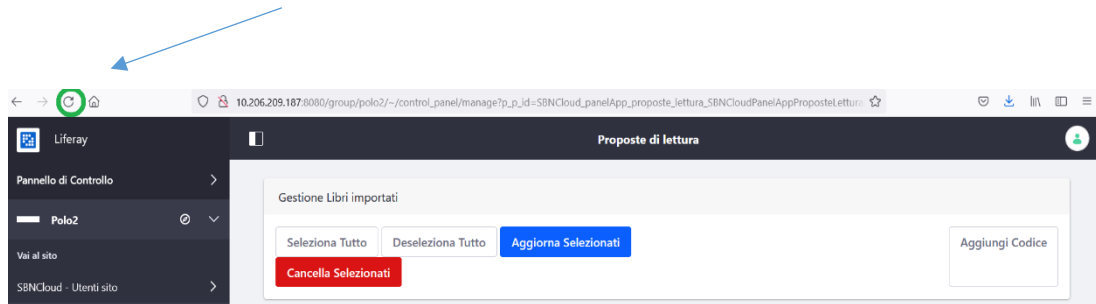 10.206.209.187:8080/group/polo2/~/control_panel/manage?p_p_id=SBNCloud_panelApp_proposte_lettura_SBNCloudPanelAppProposteLettura
Liferay
Proposte di lettura
Pannello di Controllo
Gestione Libri importati
Polo2
Seleziona Tutto Deseleziona Tutto Aggiorna Selezionati Aggiungi Codice
Vai al sito
Cancella Selezionati
SBNCloud - Utenti sito